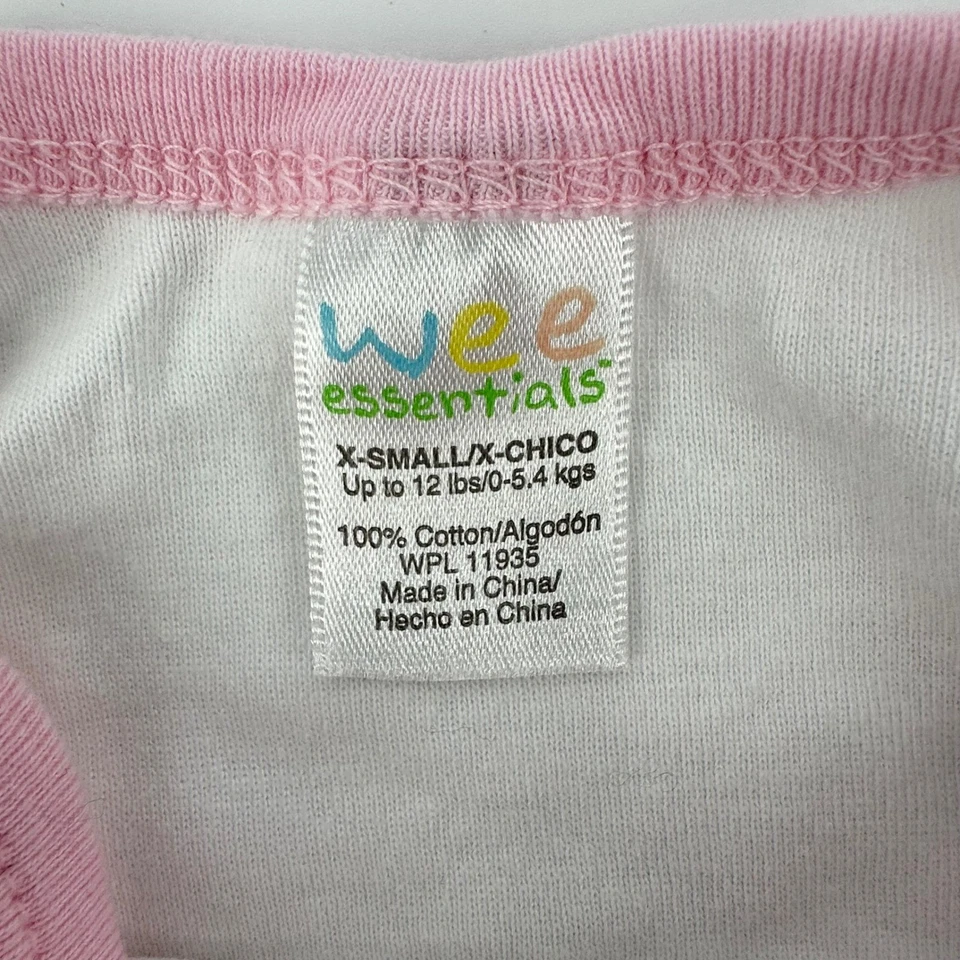 wee
essentials™
X-SMALL/X-CHICO
Up to 12 lbs/0-5.4 kgs
100% Cotton/Algodón
WPL 11935
Made in China/
Hecho en China